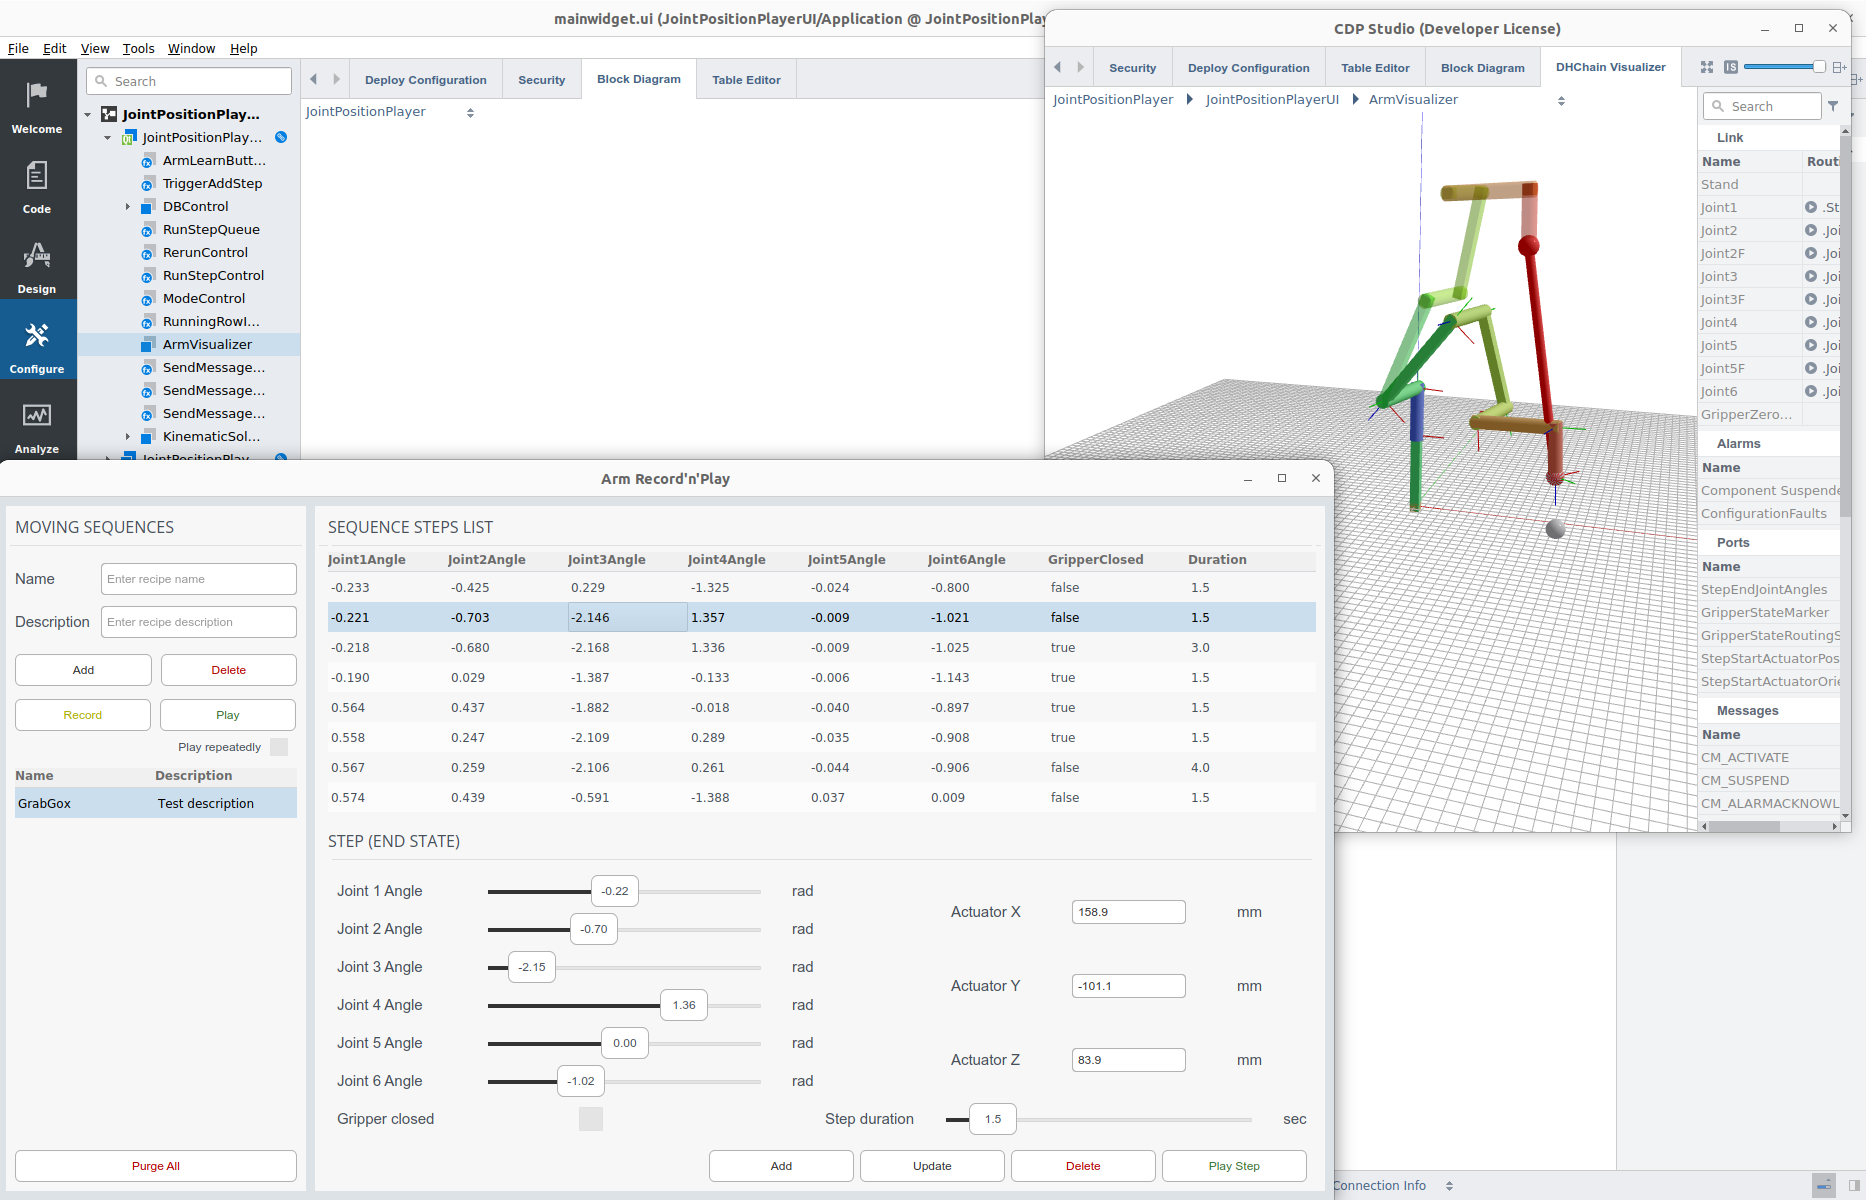 mainwidget.ui (JointPositionPlayerUI/Application @ JointPositionPlay
File Edit View Tools Window Help
Welcome
Code
Design
Configure
Analyze
Search
JointPositionPlay...
JointPositionPlay...
ArmLearnButt...
TriggerAddStep
DBControl
RunStepQueue
RerunControl
RunStepControl
ModeControl
RunningRowI...
ArmVisualizer
SendMessage...
SendMessage...
SendMessage...
KinematicSol...
JointPositionPlay
Deploy Configuration Security Block Diagram Table Editor
JointPositionPlayer
CDP Studio (Developer License)
Security Deploy Configuration Table Editor Block Diagram DHChain Visualizer
IS
JointPositionPlayer JointPositionPlayerUI ArmVisualizer
Search
Link
Name Routi
Stand
Joint1 .St
Joint2 .Joi
Joint2F .Joi
Joint3 .Joi
Joint3F .Joi
Joint4 .Joi
Joint5 .Joi
Joint5F .Joi
Joint6 .Joi
GripperZero...
Alarms
Name
Component Suspende
ConfigurationFaults
Ports
Name
StepEndJointAngles
GripperStateMarker
GripperStateRoutingS
StepStartActuatorPos
StepStartActuatorOrie
Messages
Name
CM_ACTIVATE
CM_SUSPEND
CM_ALARMACKNOWL
Arm Record'n'Play
MOVING SEQUENCES
Name Enter recipe name
Description Enter recipe description
Add Delete
Record Play
Play repeatedly
Name Description
GrabGox Test description
Purge All
SEQUENCE STEPS LIST
Joint1Angle Joint2Angle Joint3Angle Joint4Angle Joint5Angle Joint6Angle GripperClosed Duration
-0.233 -0.425 0.229 -1.325 -0.024 -0.800 false 1.5
-0.221 -0.703 -2.146 1.357 -0.009 -1.021 false 1.5
-0.218 -0.680 -2.168 1.336 -0.009 -1.025 true 3.0
-0.190 0.029 -1.387 -0.133 -0.006 -1.143 true 1.5
0.564 0.437 -1.882 -0.018 -0.040 -0.897 true 1.5
0.558 0.247 -2.109 0.289 -0.035 -0.908 true 1.5
0.567 0.259 -2.106 0.261 -0.044 -0.906 false 4.0
0.574 0.439 -0.591 -1.388 0.037 0.009 false 1.5
STEP (END STATE)
Joint 1 Angle -0.22 rad
Joint 2 Angle -0.70 rad
Joint 3 Angle -2.15 rad
Joint 4 Angle 1.36 rad
Joint 5 Angle 0.00 rad
Joint 6 Angle -1.02 rad
Gripper closed
Actuator X 158.9 mm
Actuator Y -101.1 mm
Actuator Z 83.9 mm
Step duration 1.5 sec
Add Update Delete Play Step
Connection Info